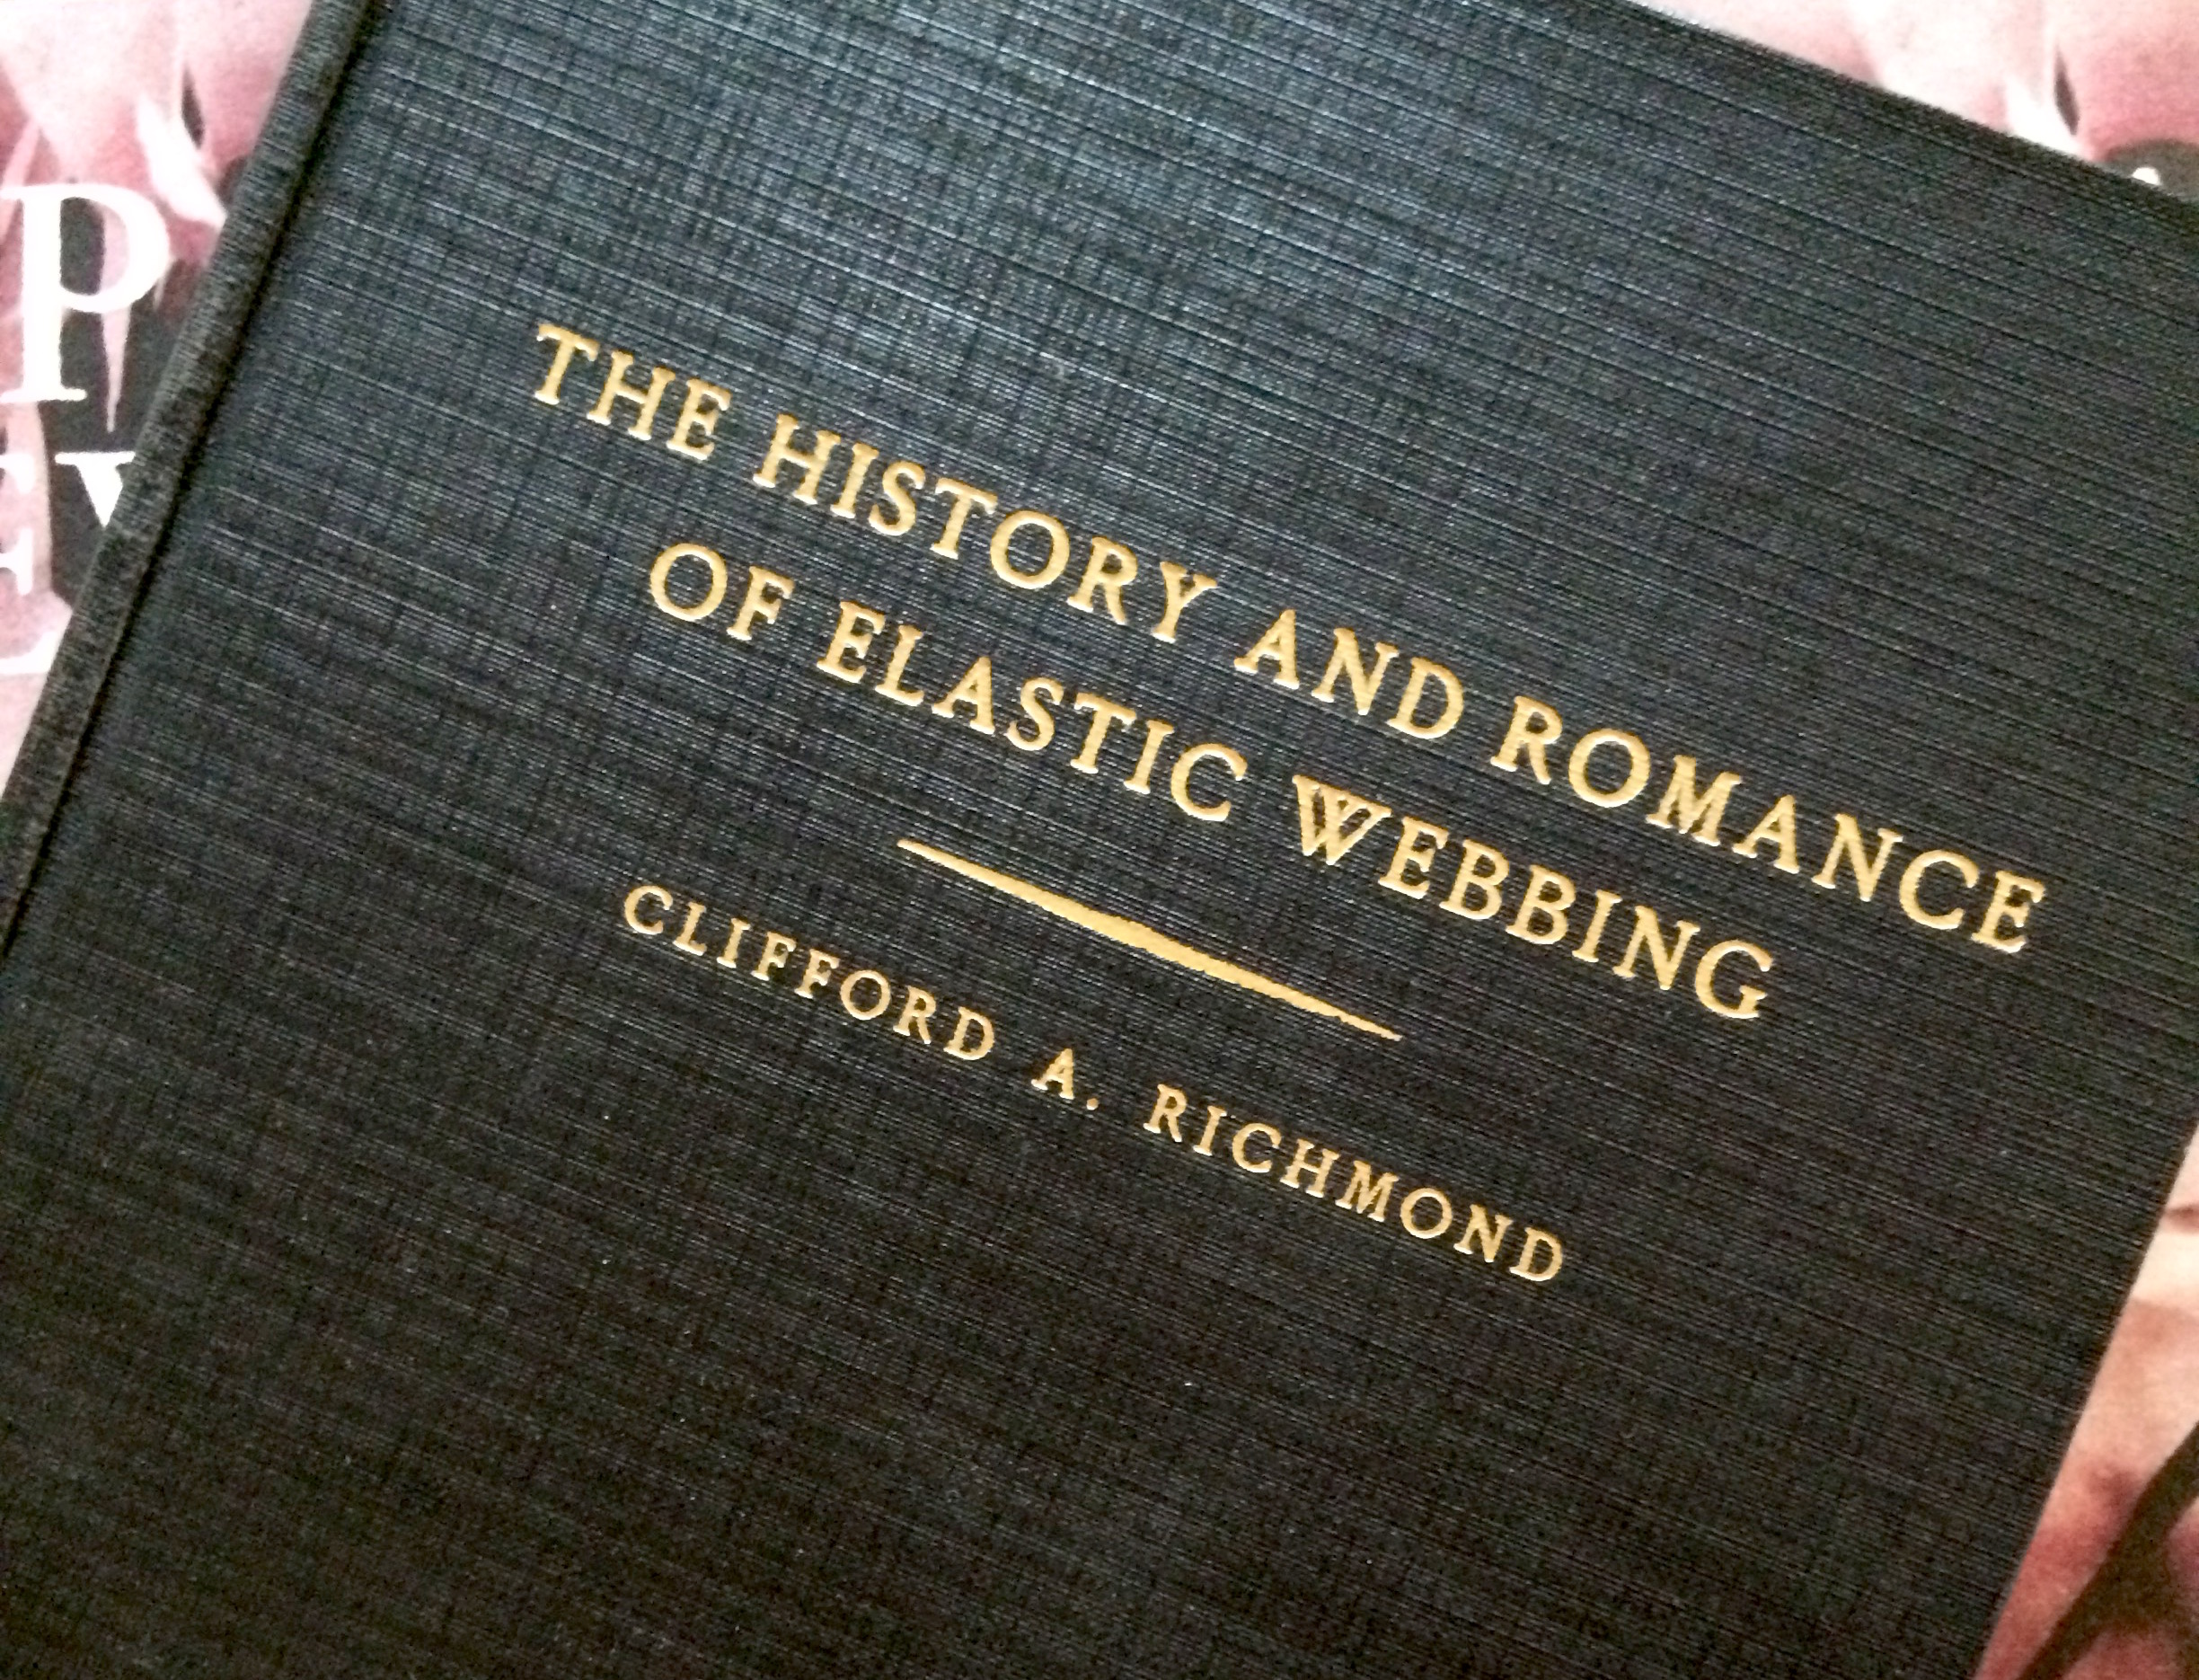 THE HISTORY AND ROMANCE
OF ELASTIC WEBBING
CLIFFORD A. RICHMOND